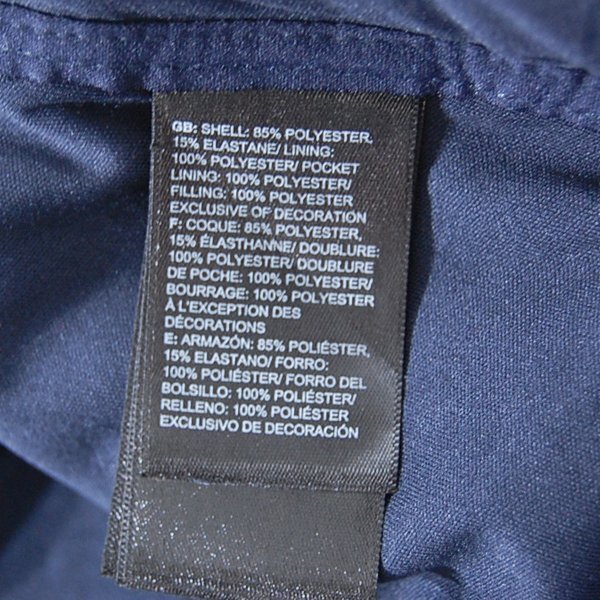 GB: SHELL: 85% POLYESTER,
15% ELASTANE/ LINING:
100% POLYESTER/ POCKET
LINING: 100% POLYESTER/
FILLING: 100% POLYESTER
EXCLUSIVE OF DECORATION
F: COQUE: 85% POLYESTER,
15% ÉLASTHANNE/ DOUBLURE:
100% POLYESTER/ DOUBLURE
DE POCHE: 100% POLYESTER/
BOURRAGE: 100% POLYESTER
À L'EXCEPTION DES
DÉCORATIONS
E: ARMAZÓN: 85% POLIÉSTER,
15% ELASTANO/ FORRO:
100% POLIÉSTER/ FORRO DEL
BOLSILLO: 100% POLIÉSTER/
RELLENO: 100% POLIÉSTER
EXCLUSIVO DE DECORACIÓN